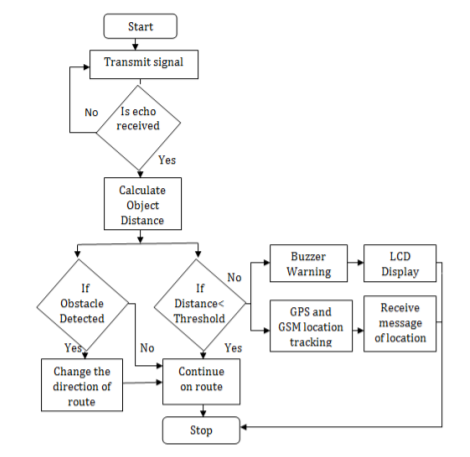 Start
Transmit signal
No
Is echo
received
Yes
Calculate
Object
Distance
If
Obstacle
Detected
If
Distance<
Threshold
No
Buzzer
Warning
LCD
Display
GPS and
GSM location
tracking
Receive
message
of location
Yes
No
Yes
Change the
direction of
route
Continue
on route
Stop